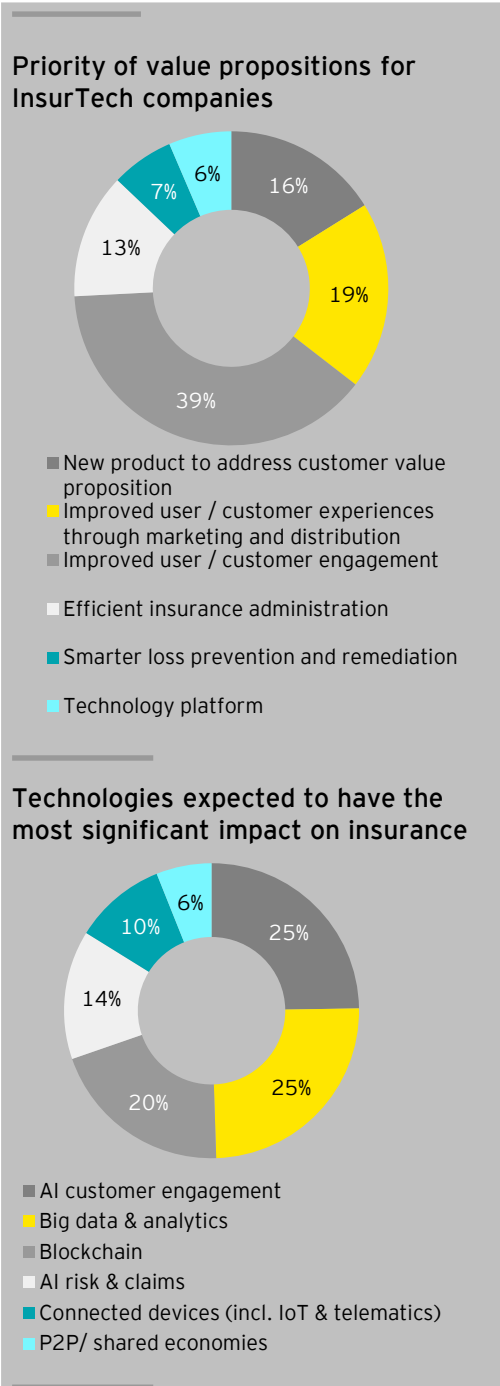 Priority of value propositions for
InsurTech companies
6%
16%
7%
13%
19%
39%
New product to address customer value
proposition
Improved user / customer experiences
through marketing and distribution
Improved user / customer engagement
Efficient insurance administration
Smarter loss prevention and remediation
Technology platform
Technologies expected to have the
most significant impact on insurance
6%
10%
25%
14%
25%
20%
AI customer engagement
Big data & analytics
Blockchain
AI risk & claims
Connected devices (incl. IoT & telematics)
P2P/ shared economies